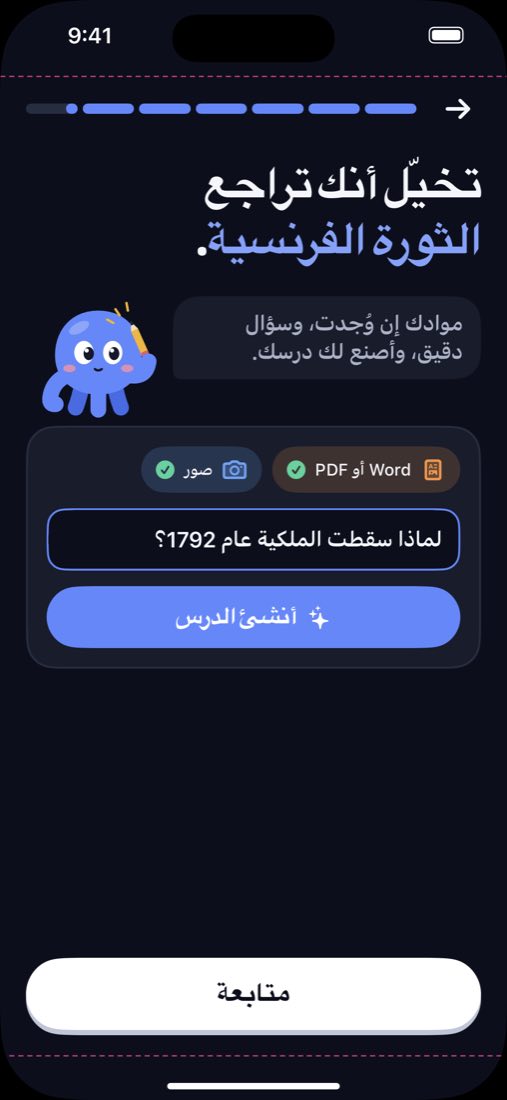 9:41
تخيّل أنك تراجع
الثورة الفرنسية.
موادك إن وُجدت، وسؤال
دقيق، وأصنع لك درسك.
Word أو PDF
صور
لماذا سقطت الملكية عام 1792؟
أنشئ الدرس
متابعة